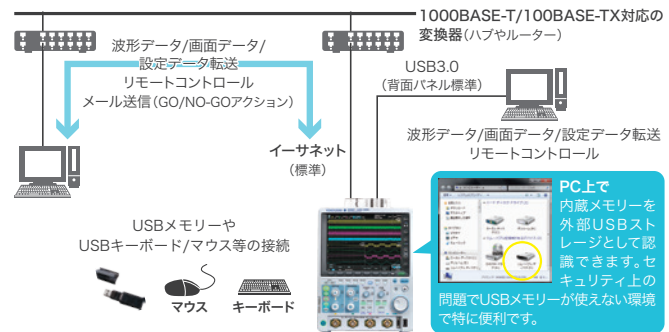 1000BASE-T/100BASE-TX対応の
変換器(ハブやルーター)
波形データ/画面データ/
設定データ転送
リモートコントロール
メール送信(GO/NO-GOアクション)
USB3.0
(背面パネル標準)
波形データ/画面データ/設定データ転送
リモートコントロール
イーサネット
(標準)
PC上で
内蔵メモリーを
外部USBスト
レージとして認
識できます。セ
キュリティ上の
問題でUSBメモリーが使えない環境
で特に便利です。
USBメモリーや
USBキーボード/マウス等の接続
マウス
キーボード